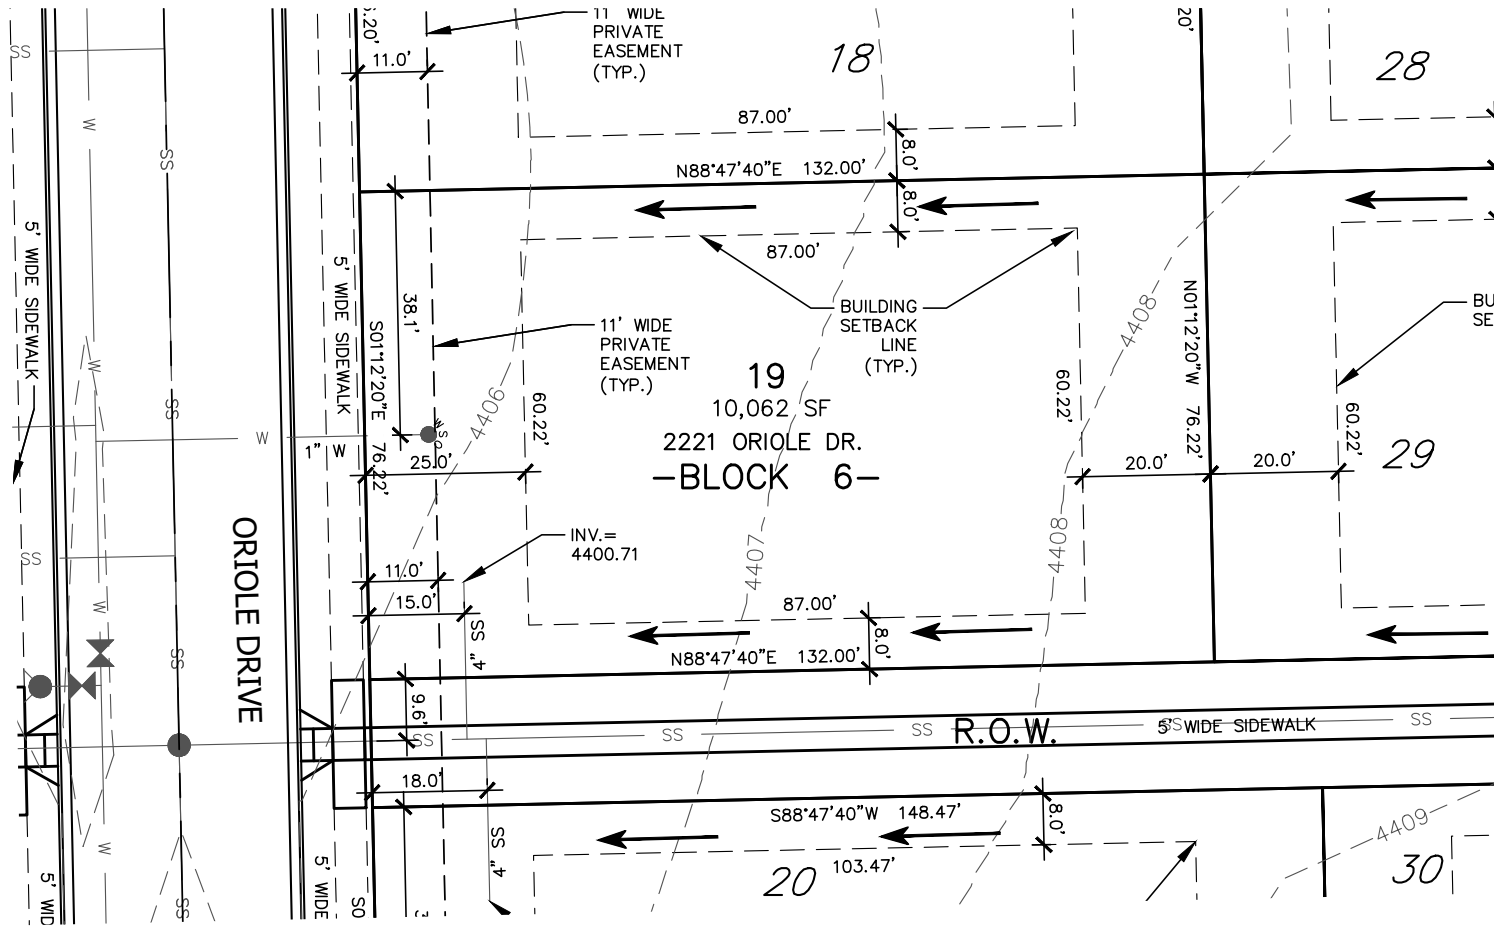 11' WIDE
PRIVATE
EASEMENT
(TYP.)
11.0'
18
28
20'
SS
W
SS
87.00'
8.0'
N88°47'40"E 132.00'
8.0'
87.00'
5' WIDE SIDEWALK
5' WIDE SIDEWALK
38.1'
S01°12'20"E 76.22'
11' WIDE
PRIVATE
EASEMENT
(TYP.)
BUILDING
SETBACK
LINE
(TYP.)
4408
N01°12'20"W 76.22'
BU
SE
W
4406
60.22'
19
10,062 SF
2221 ORIOLE DR.
-BLOCK 6-
60.22'
60.22'
29
SS
W
1" W
W
S
25.0'
20.0'
20.0'
ORIOLE DRIVE
SS
INV.=
4400.71
4407
4408
11.0'
15.0'
W
SS
SS 4"
87.00'
8.0'
N88°47'40"E 132.00'
9.6'
SS
SS
SS
R.O.W.
SS
5' WIDE SIDEWALK
SS
18.0'
S88°47'40"W 148.47'
8.0'
4409
W
SS 4"
103.47'
20
30
5' WID
SS
5' WIDE
S0